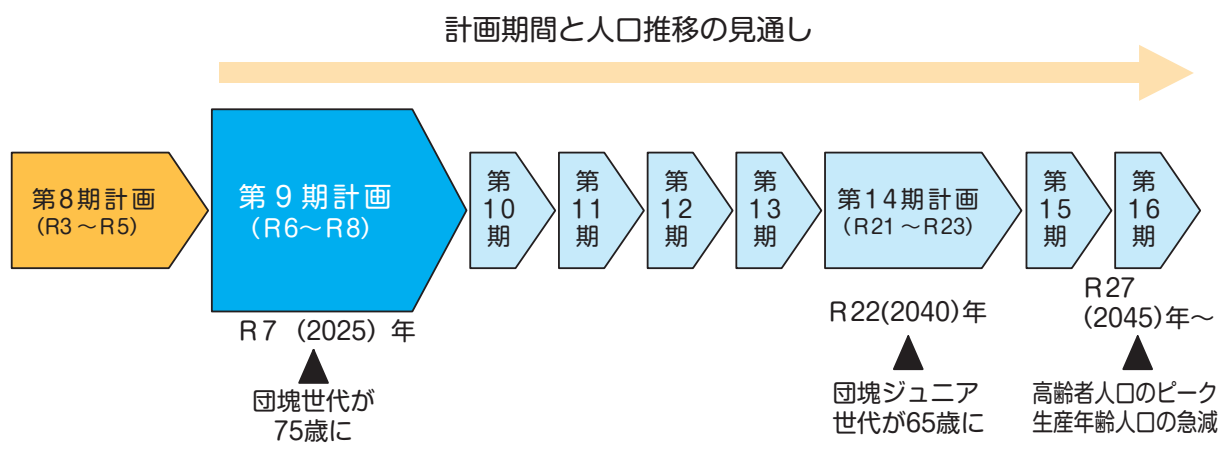 計画期間と人口推移の見通し
第8期計画
(R3～R5)
第9期計画
(R6～R8)
第
10
期
第
11
期
第
12
期
第
13
期
第14期計画
(R21～R23)
第
15
期
第
16
期
R7（2025）年
団塊世代が
75歳に
R22(2040)年
団塊ジュニア
世代が65歳に
R27
(2045)年～
高齢者人口のピーク
生産年齢人口の急減